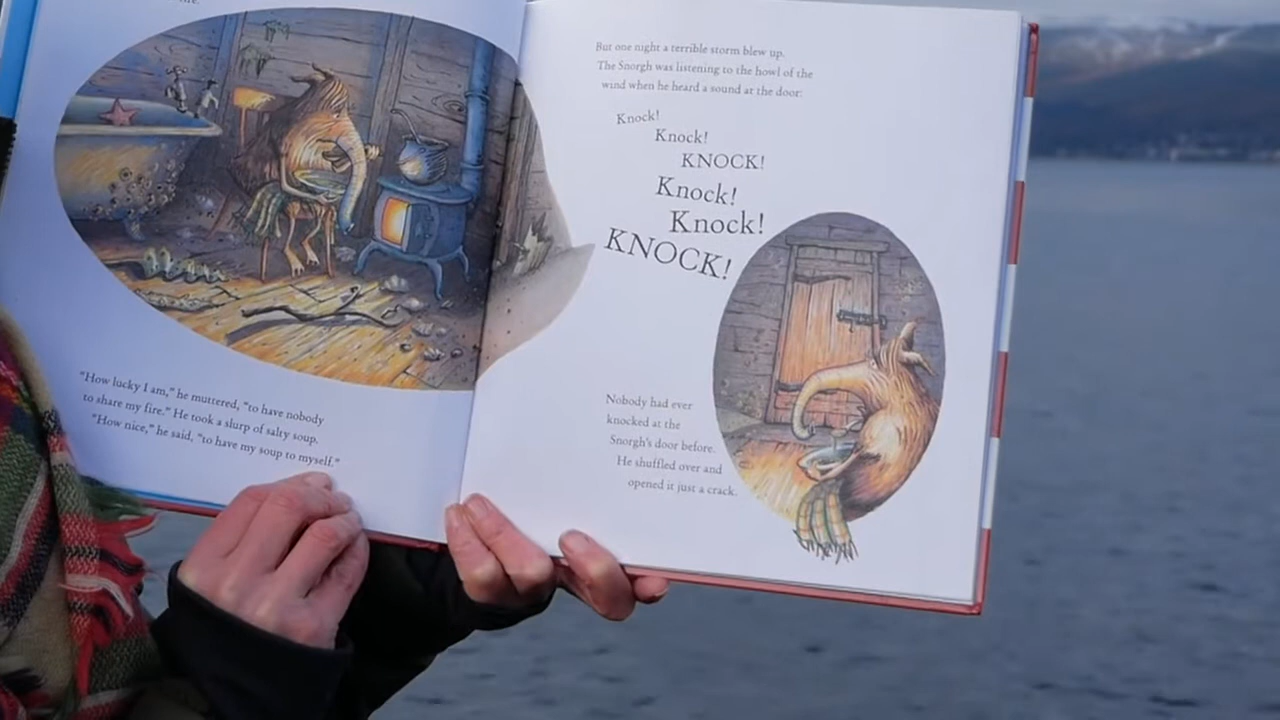 "How lucky I am," he muttered, "to have nobody
to share my fire." He took a slurp of salty soup.
"How nice," he said, "to have my soup to myself."
But one night a terrible storm blew up.
The Snorgh was listening to the howl of the
wind when he heard a sound at the door:
Knock!
Knock!
KNOCK!
Knock!
Knock!
KNOCK!
Nobody had ever
knocked at the
Snorgh's door before.
He shuffled over and
opened it just a crack.